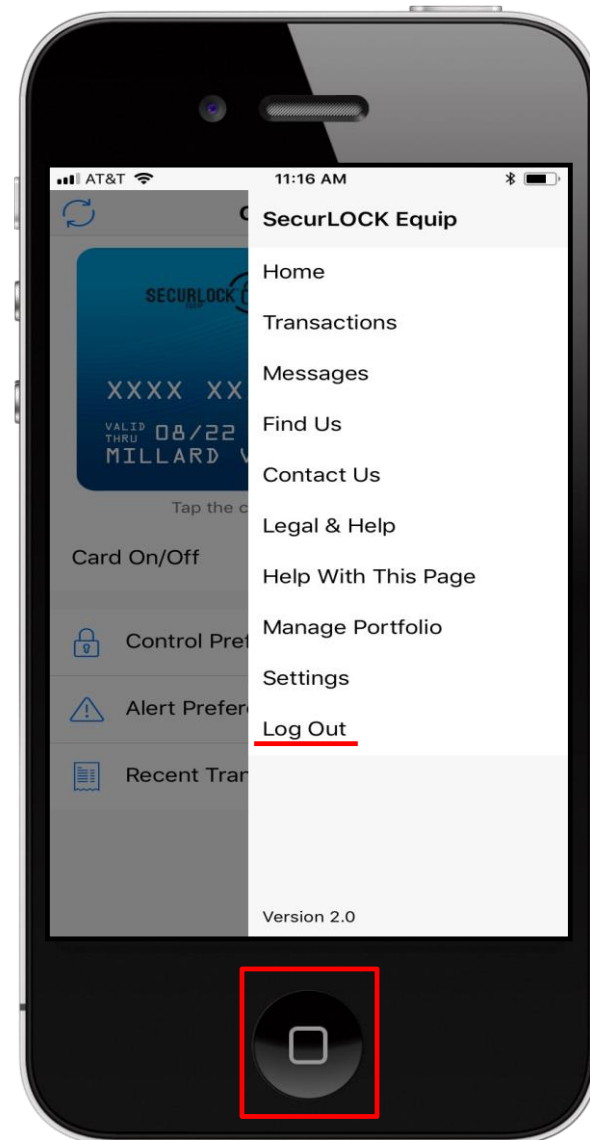 AT&T 11:16 AM
SecurLOCK Equip
Home
Transactions
Messages
Find Us
Contact Us
Legal & Help
Help With This Page
Manage Portfolio
Settings
Log Out
Version 2.0
SECURLOCK
EQUIP
XXXX XX
VALID
THRU 08/22
MILLARD
Tap the
Card On/Off
Control Pref
Alert Prefer
Recent Tran